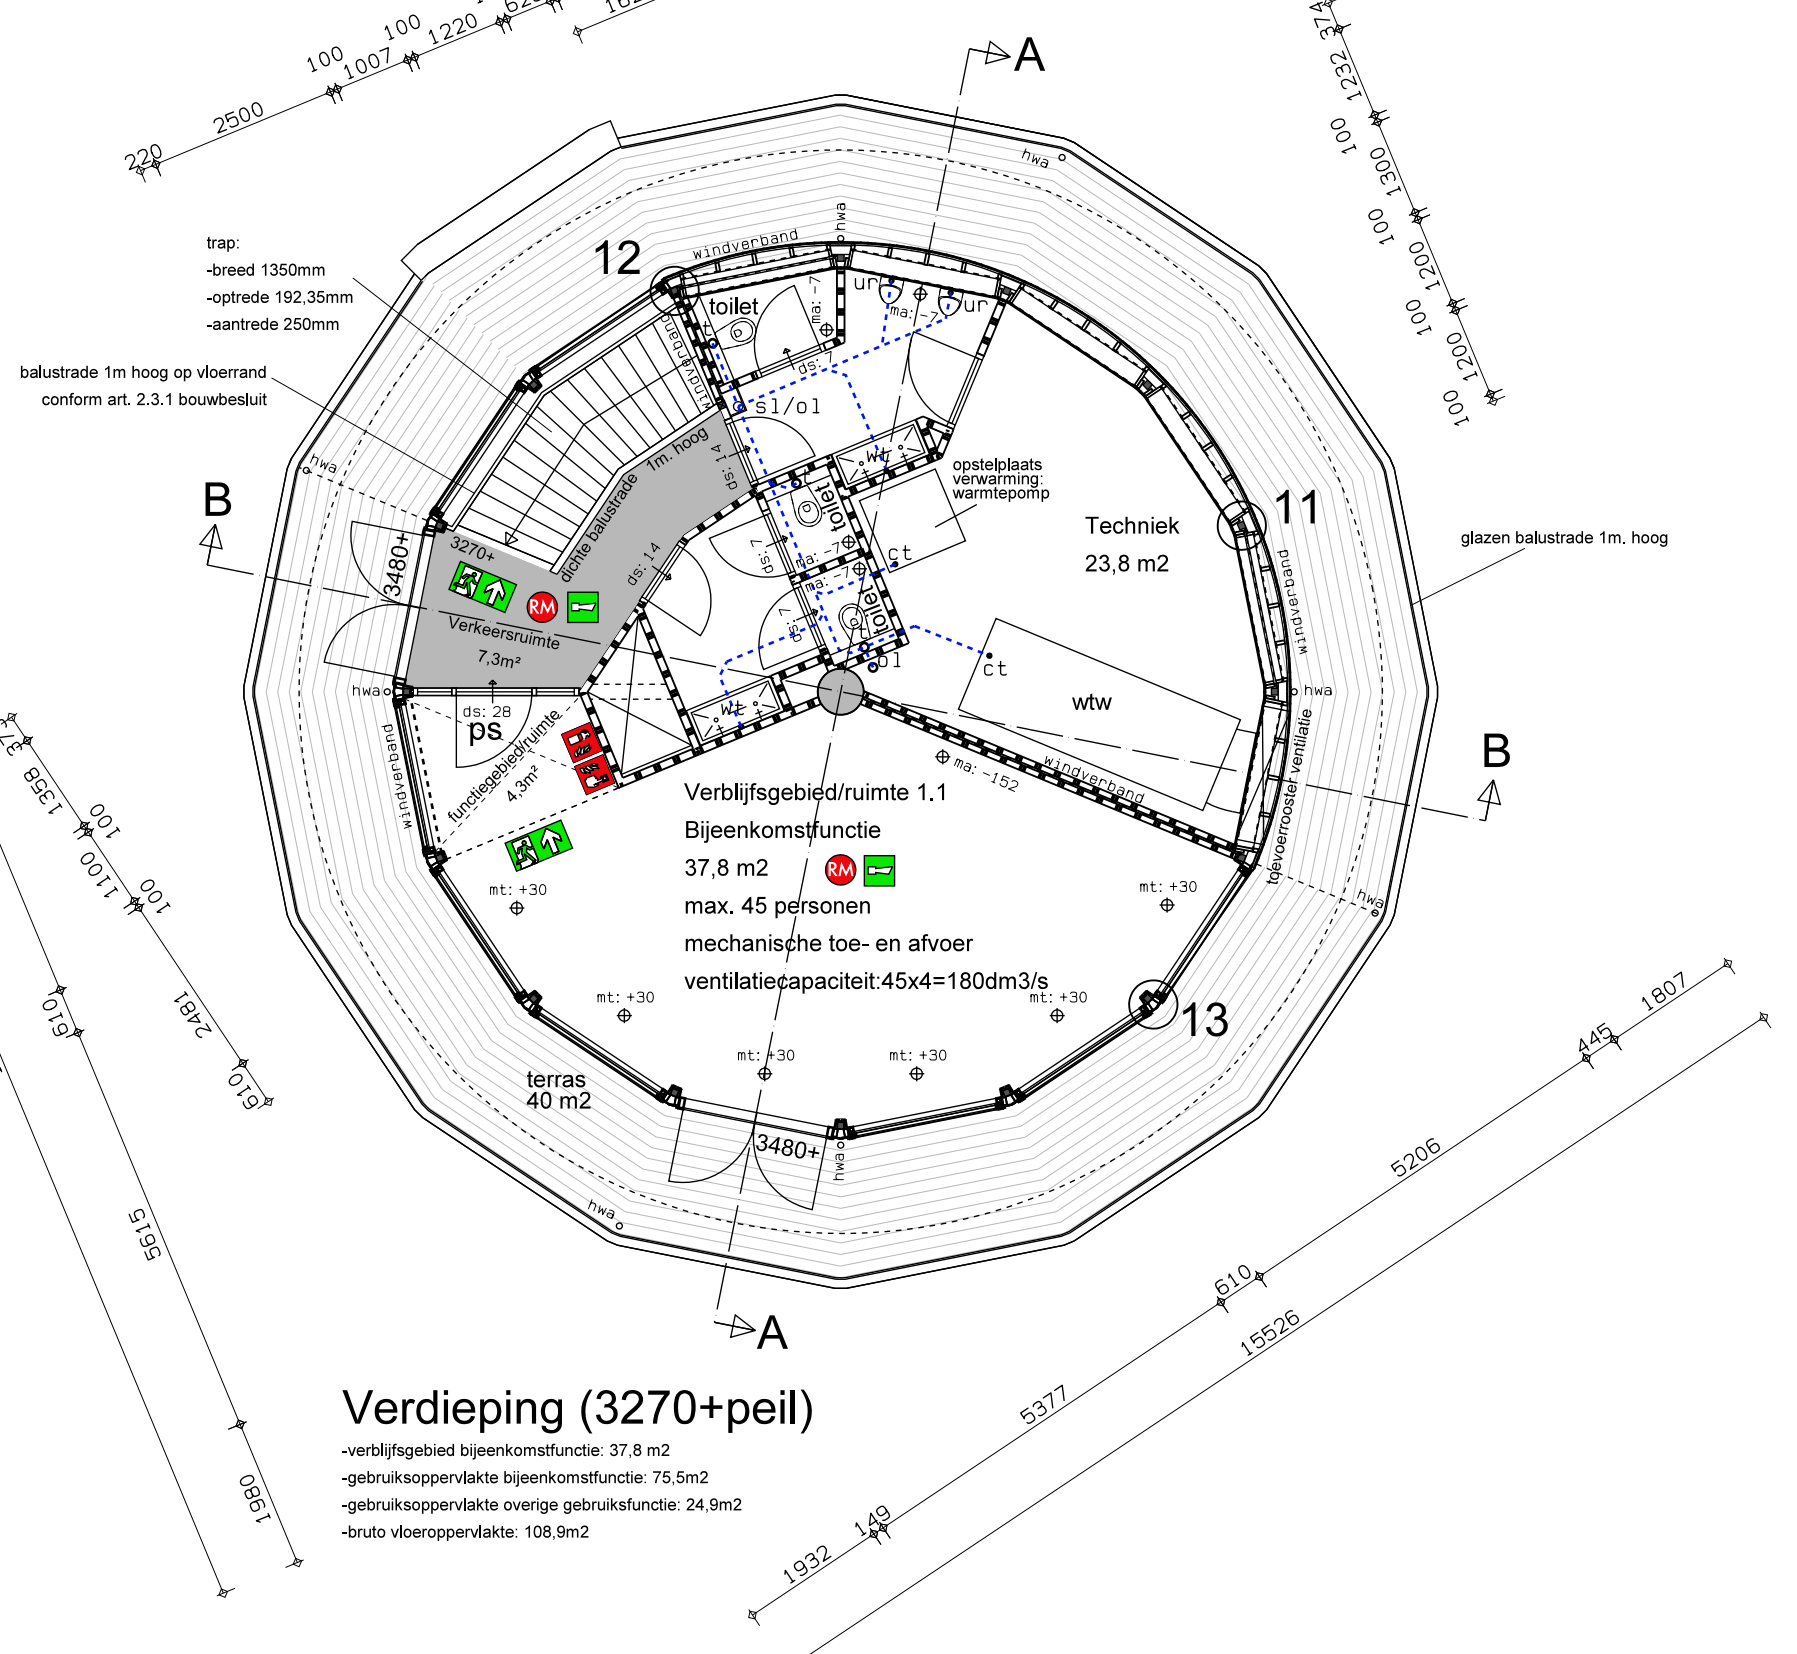 220
2500
100
1007
100
1220
374
1232
100
1300
100
1200
100
1200
100
A
trap:
-breed 1350mm
-optrede 192,35mm
-aantrede 250mm
balustrade 1m hoog op vloerrand
conform art. 2.3.1 bouwbesluit
12
windverband
hwa
hwa
toilet
t
ma: -7
ur
ur
ma: -7
ds: 7
windverband
sl/ol
1m. hoog
ds: 14
dichte balustrade
wt
opstelplaats
verwarming:
warmtepomp
Techniek
23,8 m2
11
glazen balustrade 1m. hoog
windverband
hwa
B
3480+
3270+
RM
Verkeersruimte
7,3m²
ds: 14
ds: 7
toilet
ma: -7
ma: -7
ct
ds: 7
toilet
ol
ct
wtw
hwa
hwa
ds: 28
ps
wt
windverband
functiegebied/ruimte
4,3m²
ma: -152
windverband
toevoerrooster ventilatie
B
hwa
Verblijfsgebied/ruimte 1.1
Bijeenkomstfunctie
37,8 m2
RM
max. 45 personen
mechanische toe- en afvoer
ventilatiecapaciteit:45x4=180dm3/s
mt: +30
mt: +30
mt: +30
mt: +30
mt: +30
mt: +30
13
terras
40 m2
3480+
hwa
hwa
A
1358
100
1100
100
2481
610
610
5615
1980
1807
445
5206
610
15526
5377
149
1932
Verdieping (3270+peil)
-verblijfsgebied bijeenkomstfunctie: 37,8 m2
-gebruiksoppervlakte bijeenkomstfunctie: 75,5m2
-gebruiksoppervlakte overige gebruiksfunctie: 24,9m2
-bruto vloeroppervlakte: 108,9m2